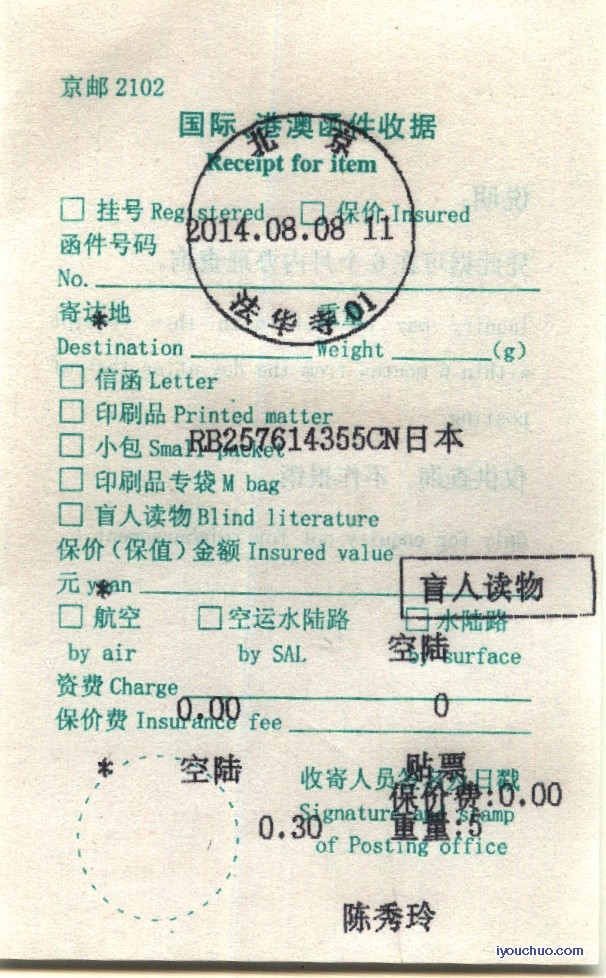 京邮 2102
国际、港澳函件收据
Receipt for item
北京
□ 挂号 Registered □ 保价 Insured
2014.08.08 11
函件号码
No.
寄达地 重量
*
法华寺01
Destination Weight (g)
□ 信函 Letter
□ 印刷品 Printed matter
RB257614355CN日本
□ 小包 Small packet
□ 印刷品专袋 M bag
□ 盲人读物 Blind literature
保价(保值)金额 Insured value
元 yuan
*
盲人读物
□ 航空 □ 空运水陆路 □ 水陆路
空陆
by air by SAL by surface
资费 Charge
0.00 0
保价费 Insurance fee
* 空陆 贴票
收寄人员签名及日戳
保价费:0.00
Signature and stamp
0.30 重量:5
of Posting office
陈秀玲
iyouchuo.com